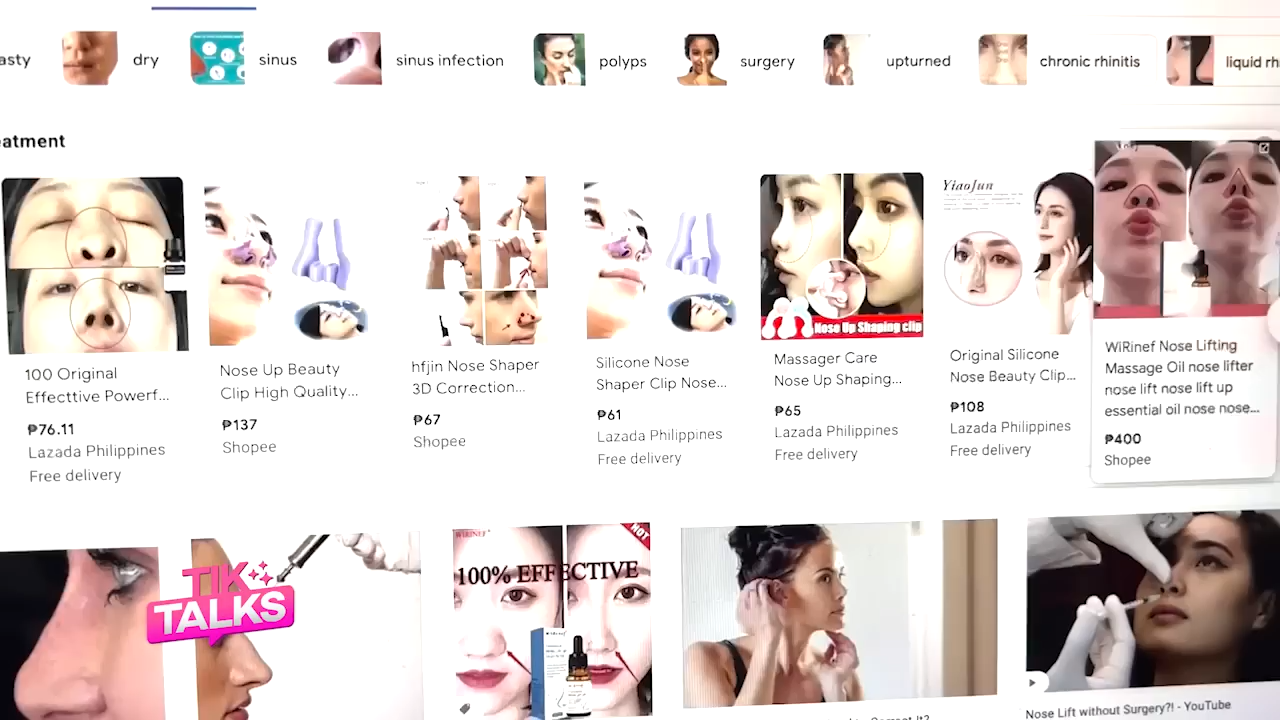 asty
dry
sinus
sinus infection
polyps
surgery
upturned
chronic rhinitis
liquid rh
eatment
YiaoJun
Nose Up Shaping clip
100 Original
Effecttive Powerf...
₱76.11
Lazada Philippines
Free delivery
Nose Up Beauty
Clip High Quality...
₱137
Shopee
hfjin Nose Shaper
3D Correction...
₱67
Shopee
Silicone Nose
Shaper Clip Nose...
₱61
Lazada Philippines
Free delivery
Massager Care
Nose Up Shaping...
₱65
Lazada Philippines
Free delivery
Original Silicone
Nose Beauty Clip...
₱108
Lazada Philippines
Free delivery
WiRinef Nose Lifting
Massage Oil nose lifter
nose lift nose lift up
essential oil nose nose...
₱400
Shopee
TIK
TALKS
WIRINEF
HOT
100% EFFECTIVE
Nose Lift without Surgery?! - YouTube